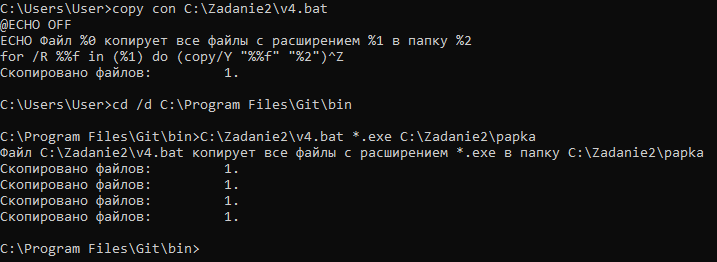 C:\Users\User>copy con C:\Zadanie2\v4.bat
@ECHO OFF
ECHO Файл %0 копирует все файлы с расширением %1 в папку %2
for /R %%f in (%1) do (copy/Y "%%f" "%2")^Z
Скопировано файлов:         1.
C:\Users\User>cd /d C:\Program Files\Git\bin
C:\Program Files\Git\bin>C:\Zadanie2\v4.bat *.exe C:\Zadanie2\papka
Файл C:\Zadanie2\v4.bat копирует все файлы с расширением *.exe в папку C:\Zadanie2\papka
Скопировано файлов:         1.
Скопировано файлов:         1.
Скопировано файлов:         1.
Скопировано файлов:         1.
C:\Program Files\Git\bin>